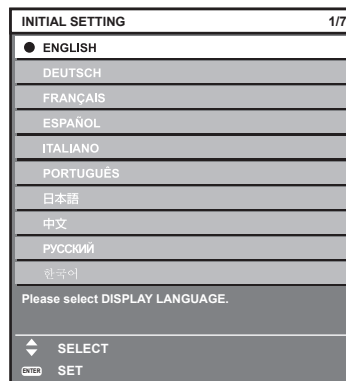 INITIAL SETTING 1/7
ENGLISH
DEUTSCH
FRANÇAIS
ESPAÑOL
ITALIANO
PORTUGUÊS
日本語
中文
РУССКИЙ
한국어
Please select DISPLAY LANGUAGE.
SELECT
ENTER SET